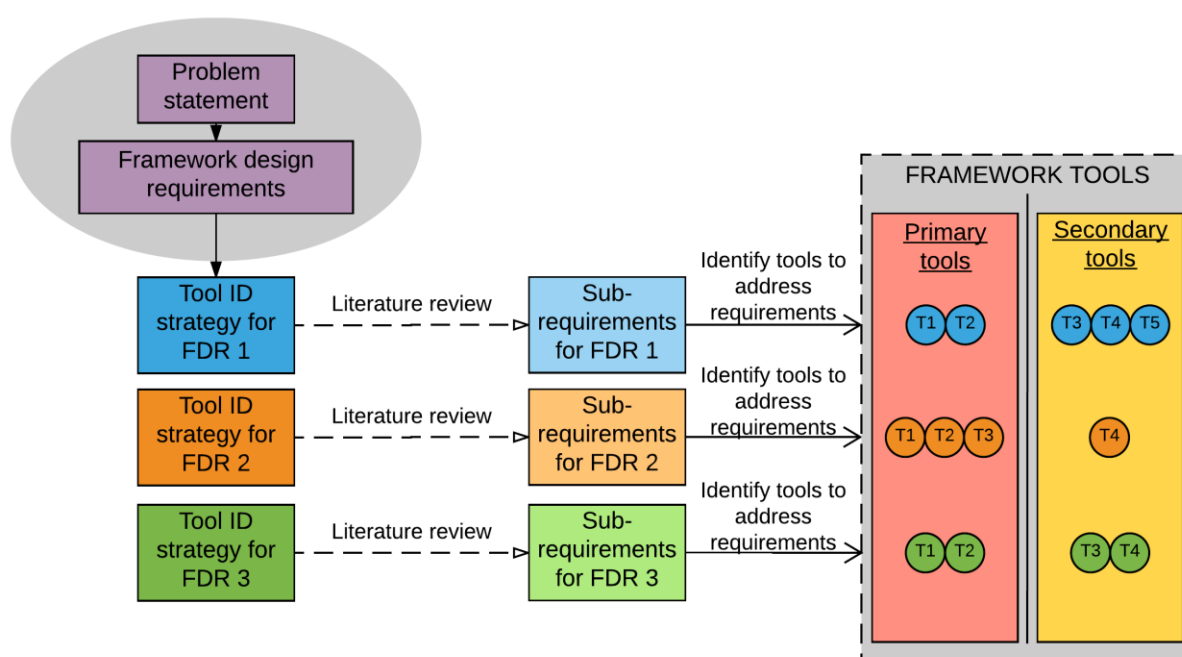 Problem
statement
Framework design
requirements
FRAMEWORK TOOLS
Primary
tools
Secondary
tools
Tool ID
strategy for
FDR 1
Literature review
Sub-
requirements
for FDR 1
Identify tools to
address
requirements
T1 T2
T3 T4 T5
Tool ID
strategy for
FDR 2
Literature review
Sub-
requirements
for FDR 2
Identify tools to
address
requirements
T1 T2 T3
T4
Tool ID
strategy for
FDR 3
Literature review
Sub-
requirements
for FDR 3
Identify tools to
address
requirements
T1 T2
T3 T4